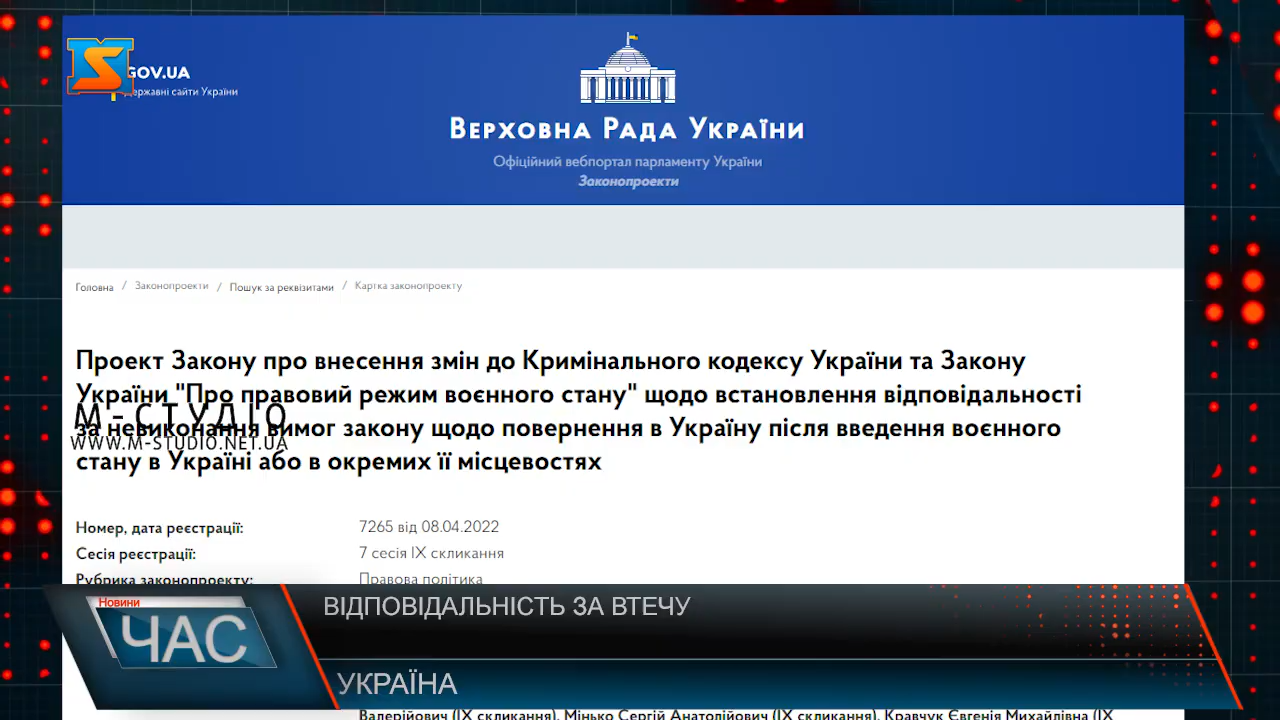 GOV.UA
Державні сайти України
Верховна Рада України
Офіційний вебпортал парламенту України
Законопроекти
Головна / Законопроекти / Пошук за реквізитами / Картка законопроекту
Проект Закону про внесення змін до Кримінального кодексу України та Закону
України "Про правовий режим воєнного стану" щодо встановлення відповідальності
за невиконання вимог закону щодо повернення в Україну після введення воєнного
стану в Україні або в окремих її місцевостях
М-СТУДІО
WWW.M-STUDIO.NET.UA
Номер, дата реєстрації: 7265 від 08.04.2022
Сесія реєстрації: 7 сесія IX скликання
Рубрика законопроекту: Правова політика
Новини
ЧАС
ВІДПОВІДАЛЬНІСТЬ ЗА ВТЕЧУ
УКРАЇНА
Валерійович (IX скликання), Мінько Сергій Анатолійович (IX скликання), Кравчук Євгенія Михайлівна (IX